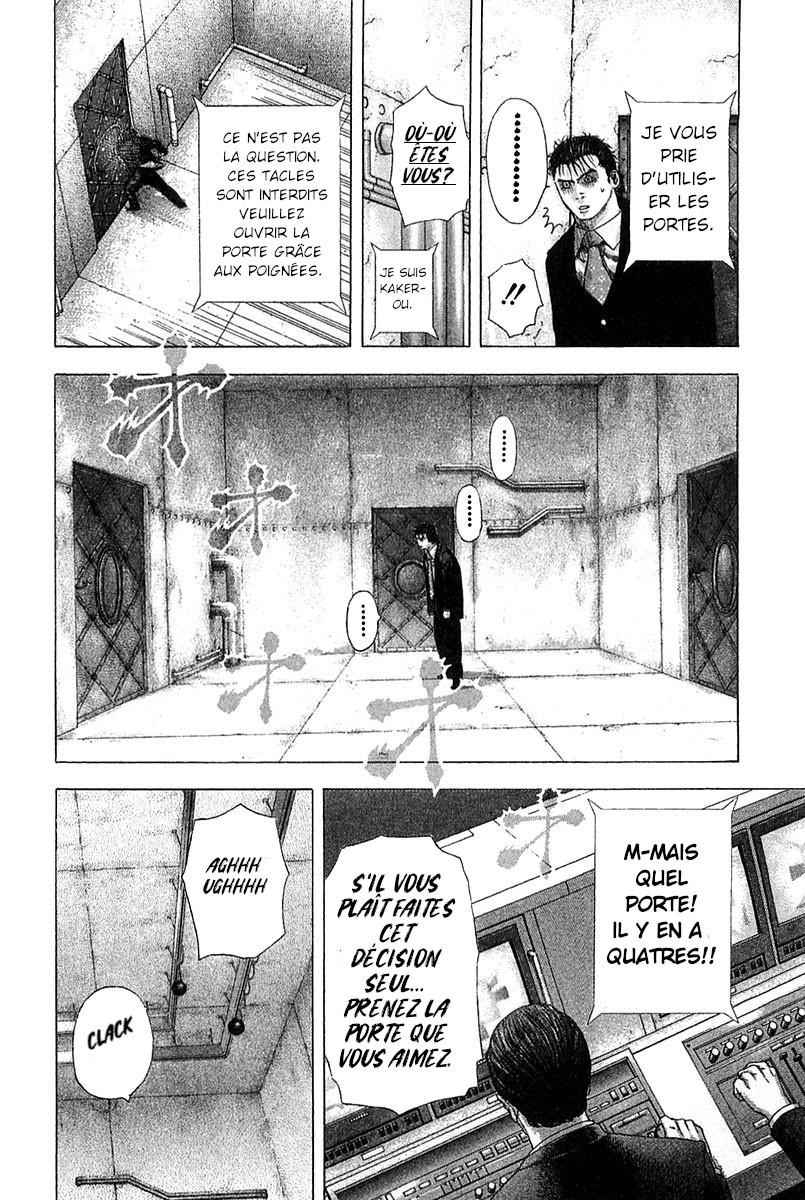 JE VOUS
PRIE
D'UTILIS-
ER LES
PORTES.
!!
OÙ-OÙ
ÊTES
VOUS?
JE SUIS
KAKER-
OU.
CE N'EST PAS
LA QUESTION.
CES TACLES
SONT INTERDITS
VEUILLEZ
OUVRIR LA
PORTE GRÂCE
AUX POIGNÉES.
M-MAIS
QUEL
PORTE!
IL Y EN A
QUATRES!!
S'IL VOUS
PLAÎT FAITES
CET
DÉCISION
SEUL...
PRENEZ LA
PORTE QUE
VOUS AIMEZ.
AGHHH
UGHHHH
CLACK